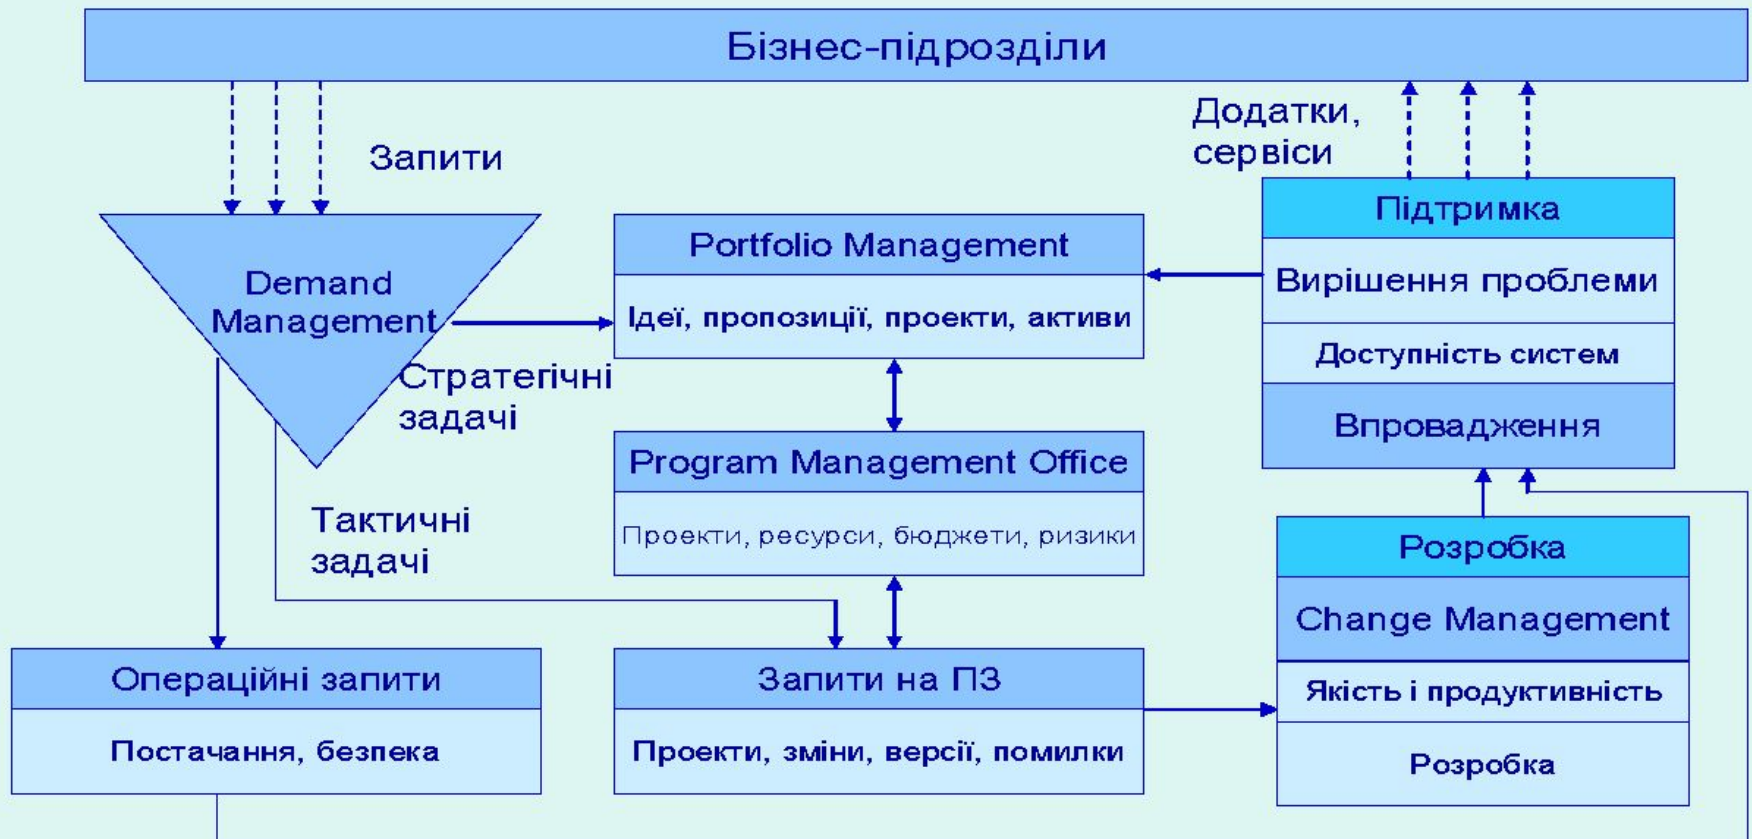 Бізнес-підрозділи
Запити
Додатки,
сервіси
Demand
Management
Portfolio Management
Ідеї, пропозиції, проекти, активи
Підтримка
Вирішення проблеми
Доступність систем
Впровадження
Стратегічні
задачі
Program Management Office
Проекти, ресурси, бюджети, ризики
Тактичні
задачі
Розробка
Change Management
Якість і продуктивність
Розробка
Операційні запити
Постачання, безпека
Запити на ПЗ
Проекти, зміни, версії, помилки